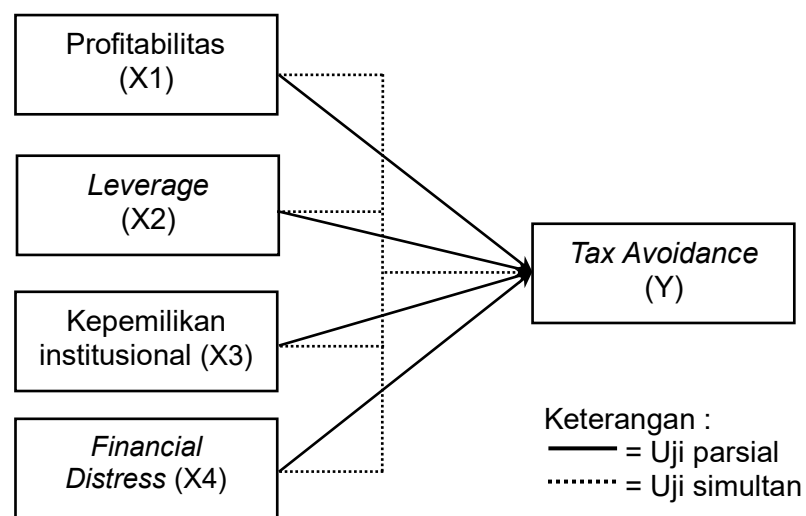 Profitabilitas
(X1)
Leverage
(X2)
Kepemilikan
institusional (X3)
Financial
Distress (X4)
Tax Avoidance
(Y)
Keterangan :
= Uji parsial
= Uji simultan